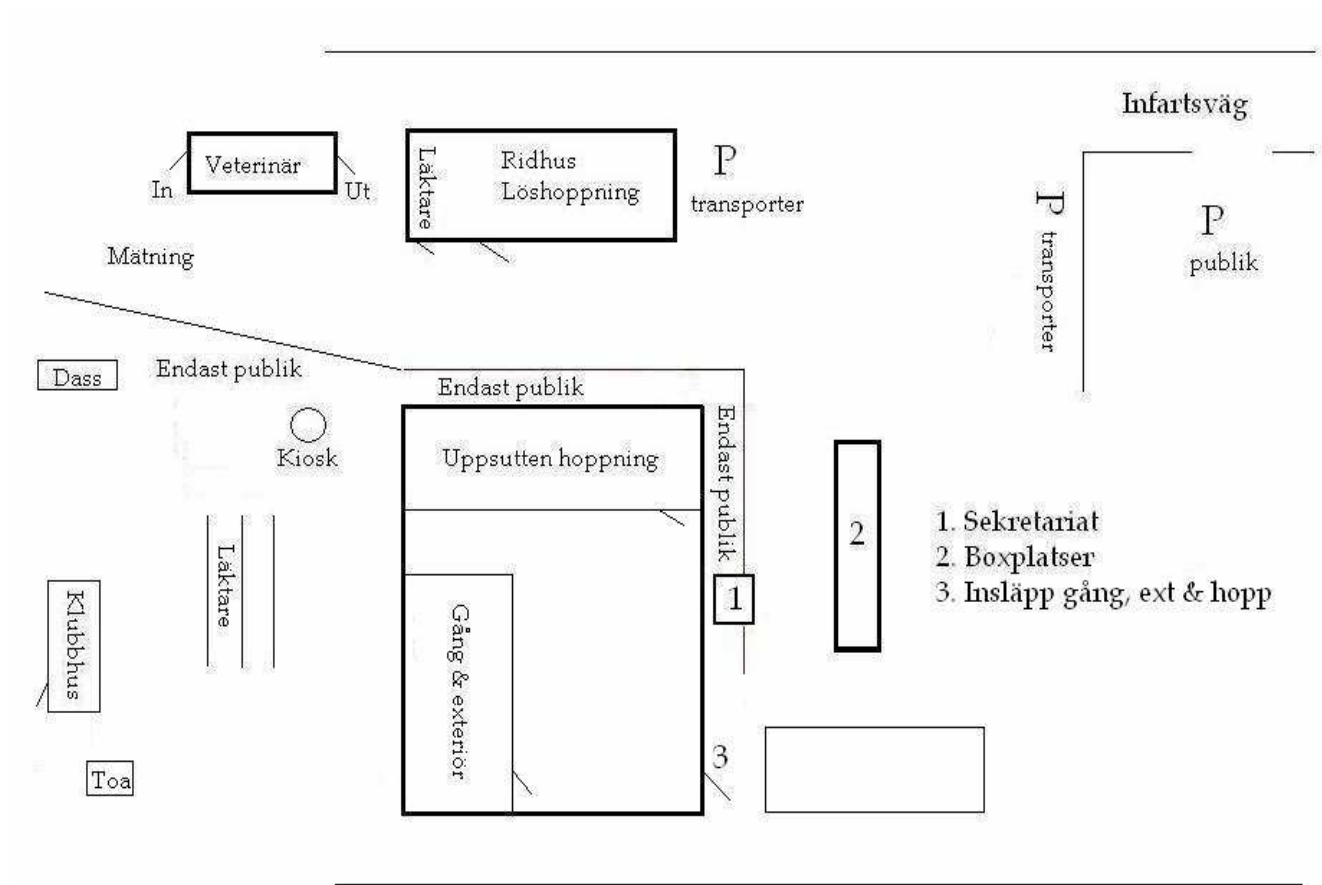 Infartsväg
Veterinär
In
Ut
Läktare
Ridhus
Löshoppning
P
transporter
P
transporter
P
publik
Mätning
Dass
Endast publik
Endast publik
Endast publik
Kiosk
Uppsutten hoppning
Läktare
Klubbhus
Toa
Gång & exteriör
1
2
3
1. Sekretariat
2. Boxplatser
3. Insläpp gång, ext & hopp